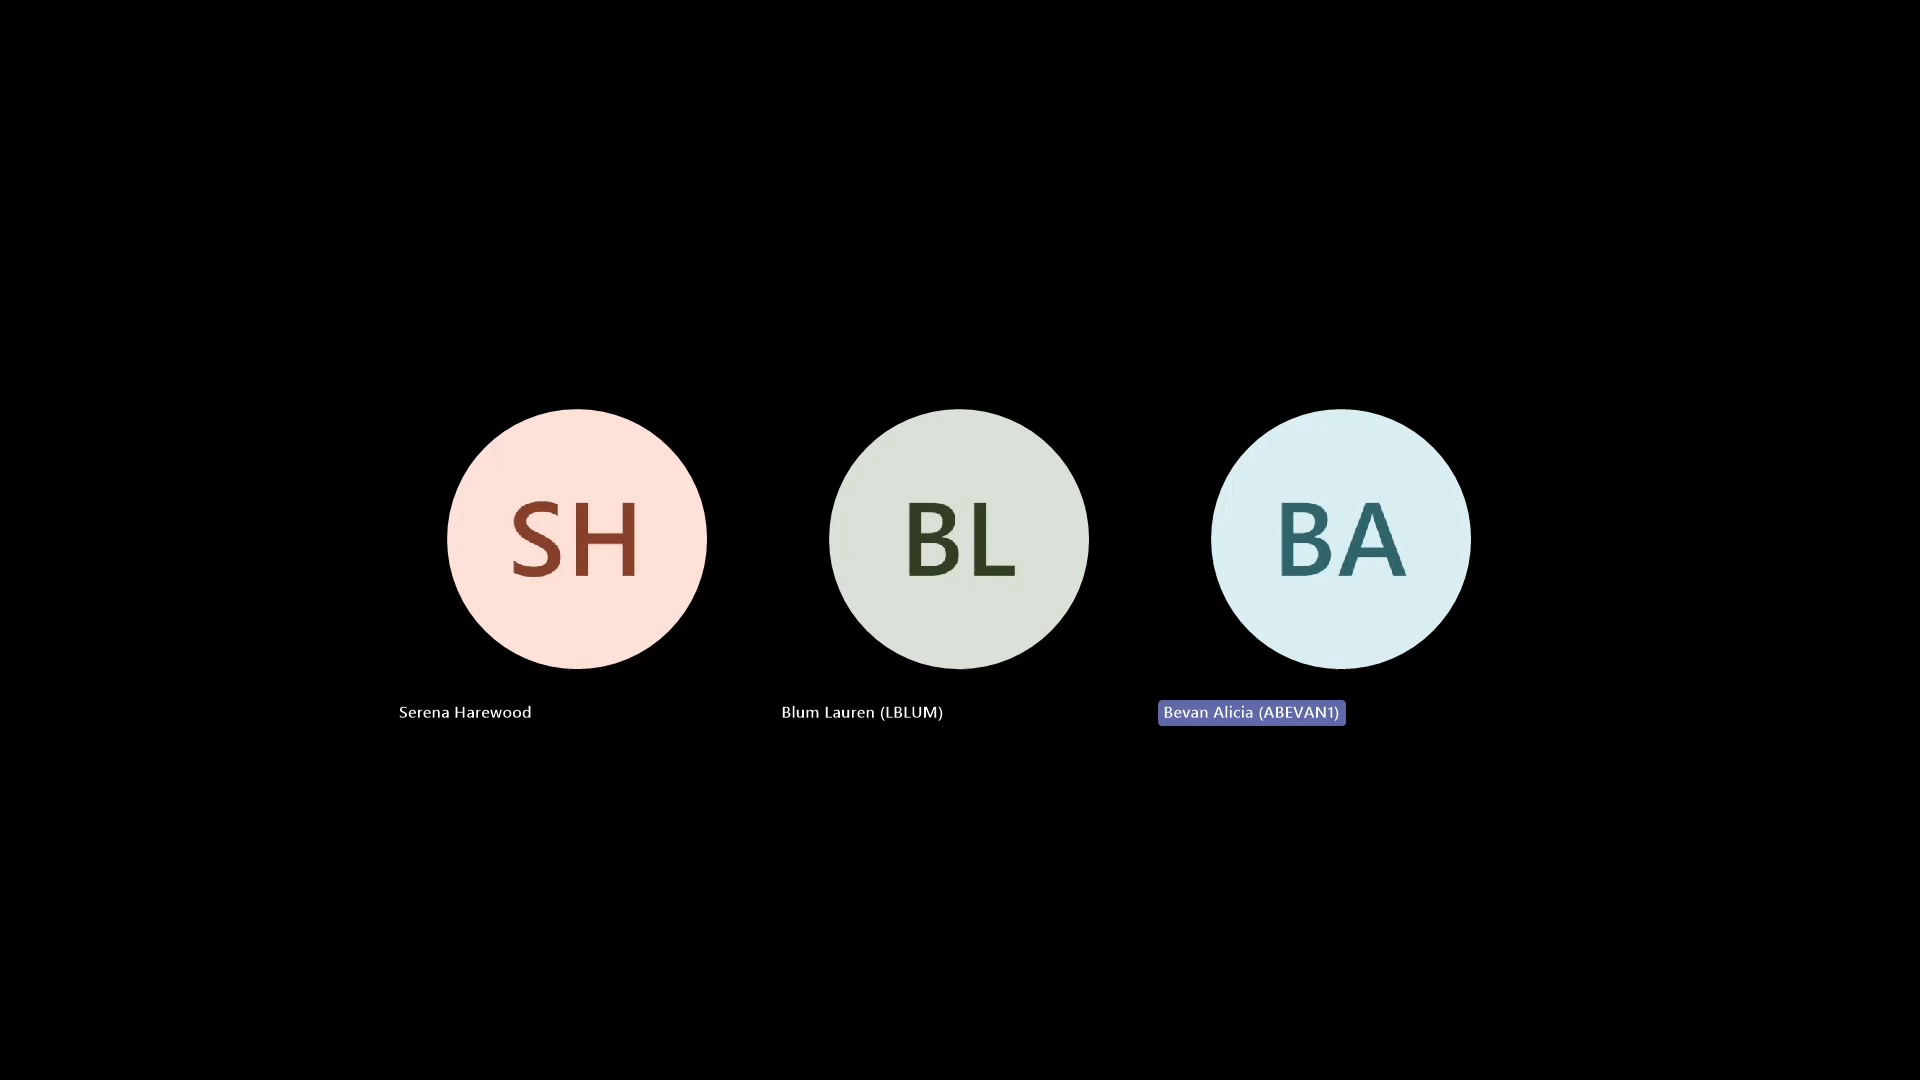 SH
BL
BA
Serena Harewood
Blum Lauren (LBLUM)
Bevan Alicia (ABEVAN1)